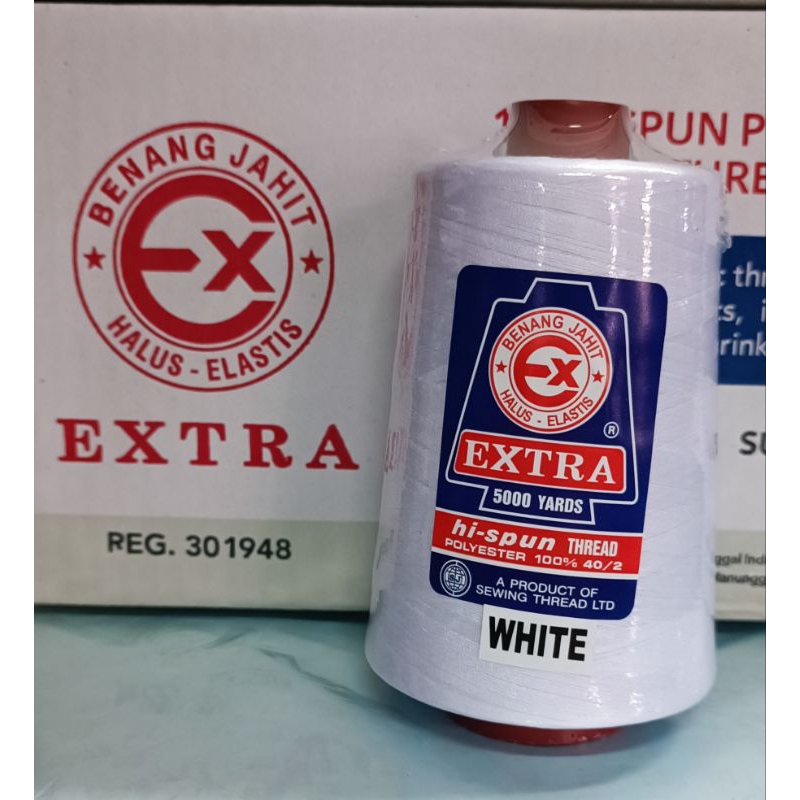 BENANG JAHIT
EX
HALUS - ELASTIS
EXTRA
REG. 301948
SPUN P
URE
thr
ts, i
rink
SU
BENANG JAHIT
EX
HALUS - ELASTIS
®
EXTRA
5000 YARDS
hi-spun THREAD
POLYESTER 100% 40/2
A PRODUCT OF
SEWING THREAD LTD
WHITE